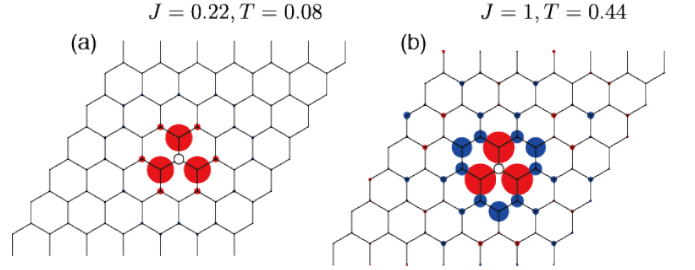 J = 0.22, T = 0.08
J = 1, T = 0.44
(a)
(b)